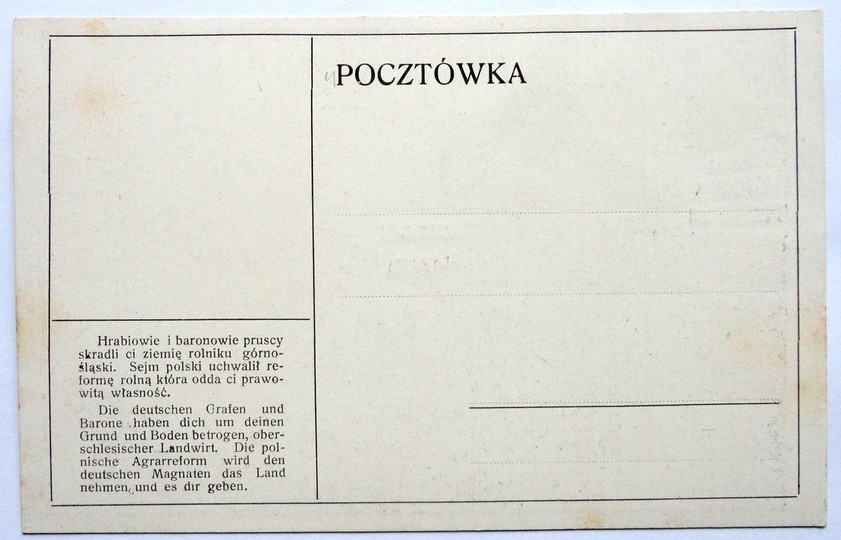 POCZTÓWKA
Hrabiowie i baronowie pruscy
skradli ci ziemię rolniku górno-
śląski. Sejm polski uchwalił re-
formę rolną która odda ci prawo-
witą własność.
Die deutschen Grafen und
Barone haben dich um deinen
Grund und Boden betrogen, ober-
schlesischer Landwirt. Die pol-
nische Agrarreform wird den
deutschen Magnaten das Land
nehmen, und es dir geben.